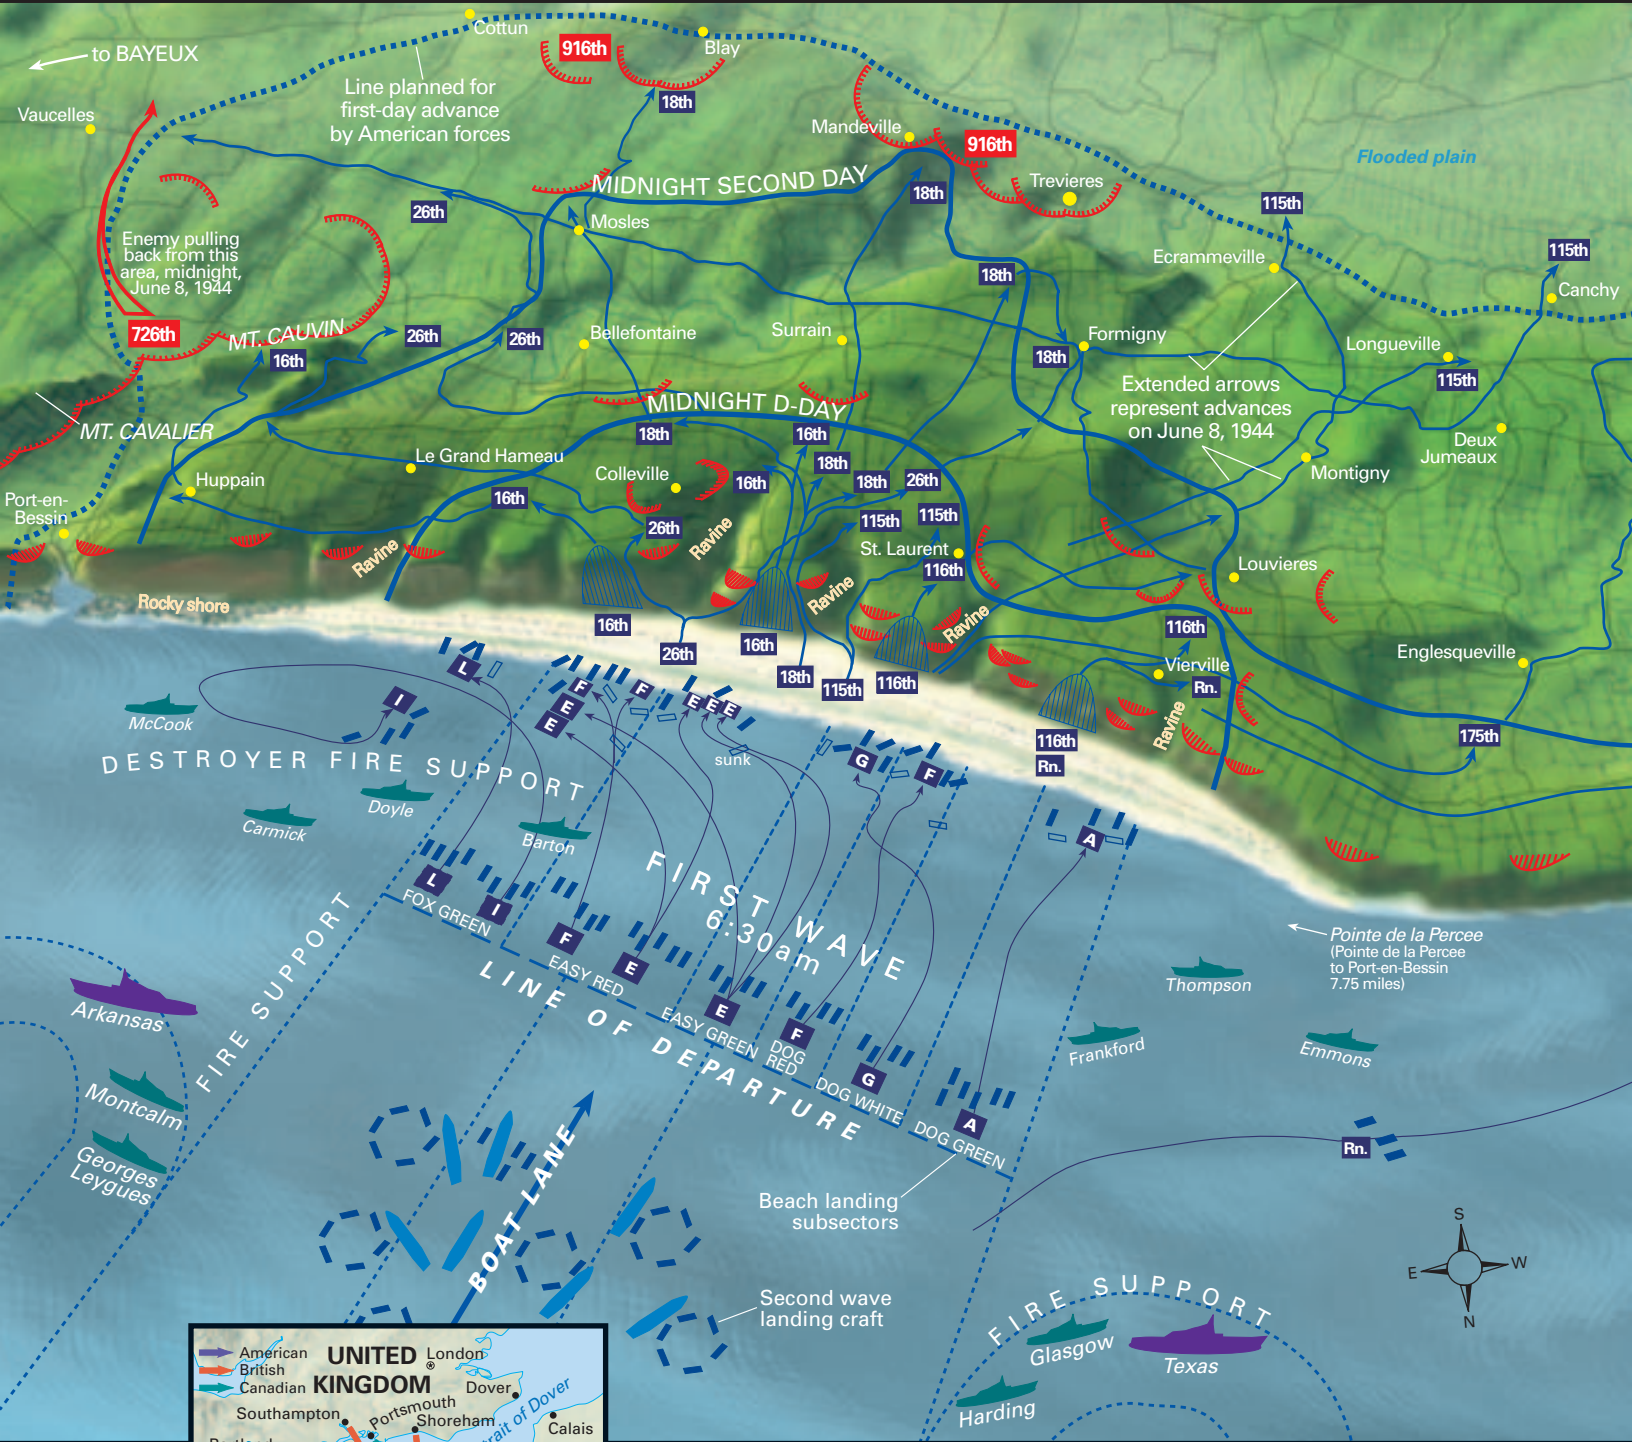 Cottun
Blay
916th
to BAYEUX
Line planned for
first-day advance
by American forces
18th
Vaucelles
Mandeville
916th
Flooded plain
Trevieres
18th
MIDNIGHT SECOND DAY
26th
115th
Mosles
Enemy pulling
back from this
area, midnight,
June 8, 1944
Ecrammeville
115th
18th
Canchy
726th
MT. CAUVIN
26th
26th
Bellefontaine
Surrain
Formigny
16th
18th
Longueville
115th
Extended arrows
represent advances
on June 8, 1944
MT. CAVALIER
MIDNIGHT D-DAY
18th
16th
Deux
Jumeaux
Le Grand Hameau
Colleville
18th
Montigny
Huppain
16th
18th
26th
Port-en-
Bessin
16th
26th
115th
115th
Ravine
Ravine
St. Laurent
116th
Louvieres
Ravine
Ravine
Rocky shore
16th
16th
26th
116th
Englesqueville
18th
115th
116th
Vierville
Rn.
L
F
F
I
E
E
E
E
E
McCook
Ravine
116th
Rn.
175th
DESTROYER FIRE SUPPORT
sunk
G
F
Doyle
Carmick
Barton
A
FIRST WAVE
6:30am
L
FOX GREEN
I
F
E
EASY RED
E
EASY GREEN
F
DOG
RED
G
DOG WHITE
A
DOG GREEN
LINE OF DEPARTURE
FIRE SUPPORT
Pointe de la Percee
(Pointe de la Percee
to Port-en-Bessin
7.75 miles)
Thompson
Frankford
Emmons
Arkansas
Montcalm
Georges
Leygues
Rn.
BOAT LANE
Beach landing
subsectors
Second wave
landing craft
S
E
W
N
FIRE SUPPORT
Glasgow
Texas
Harding
American
British
Canadian
UNITED
KINGDOM
London
Dover
Southampton
Portsmouth
Shoreham
Calais